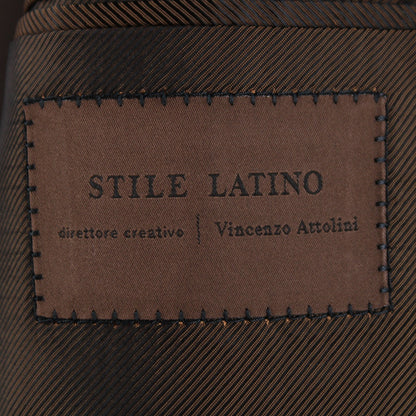 STILE LATINO
direttore creativo | Vincenzo Attolini